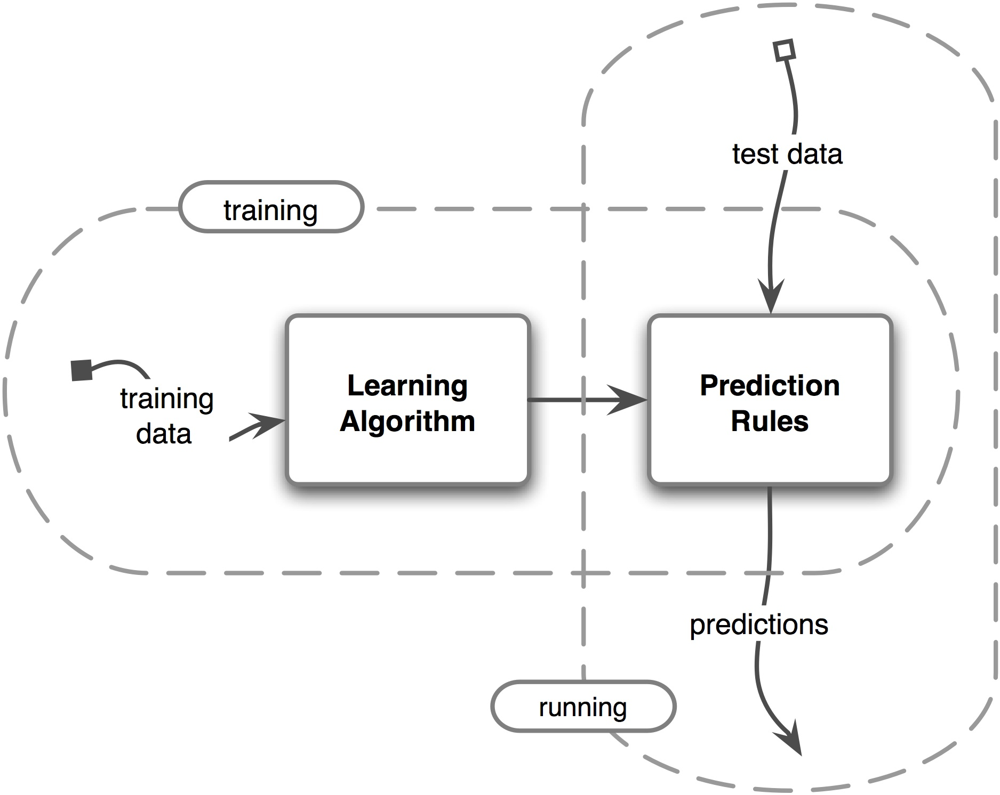 test data
training
training
data
Learning
Algorithm
Prediction
Rules
predictions
running